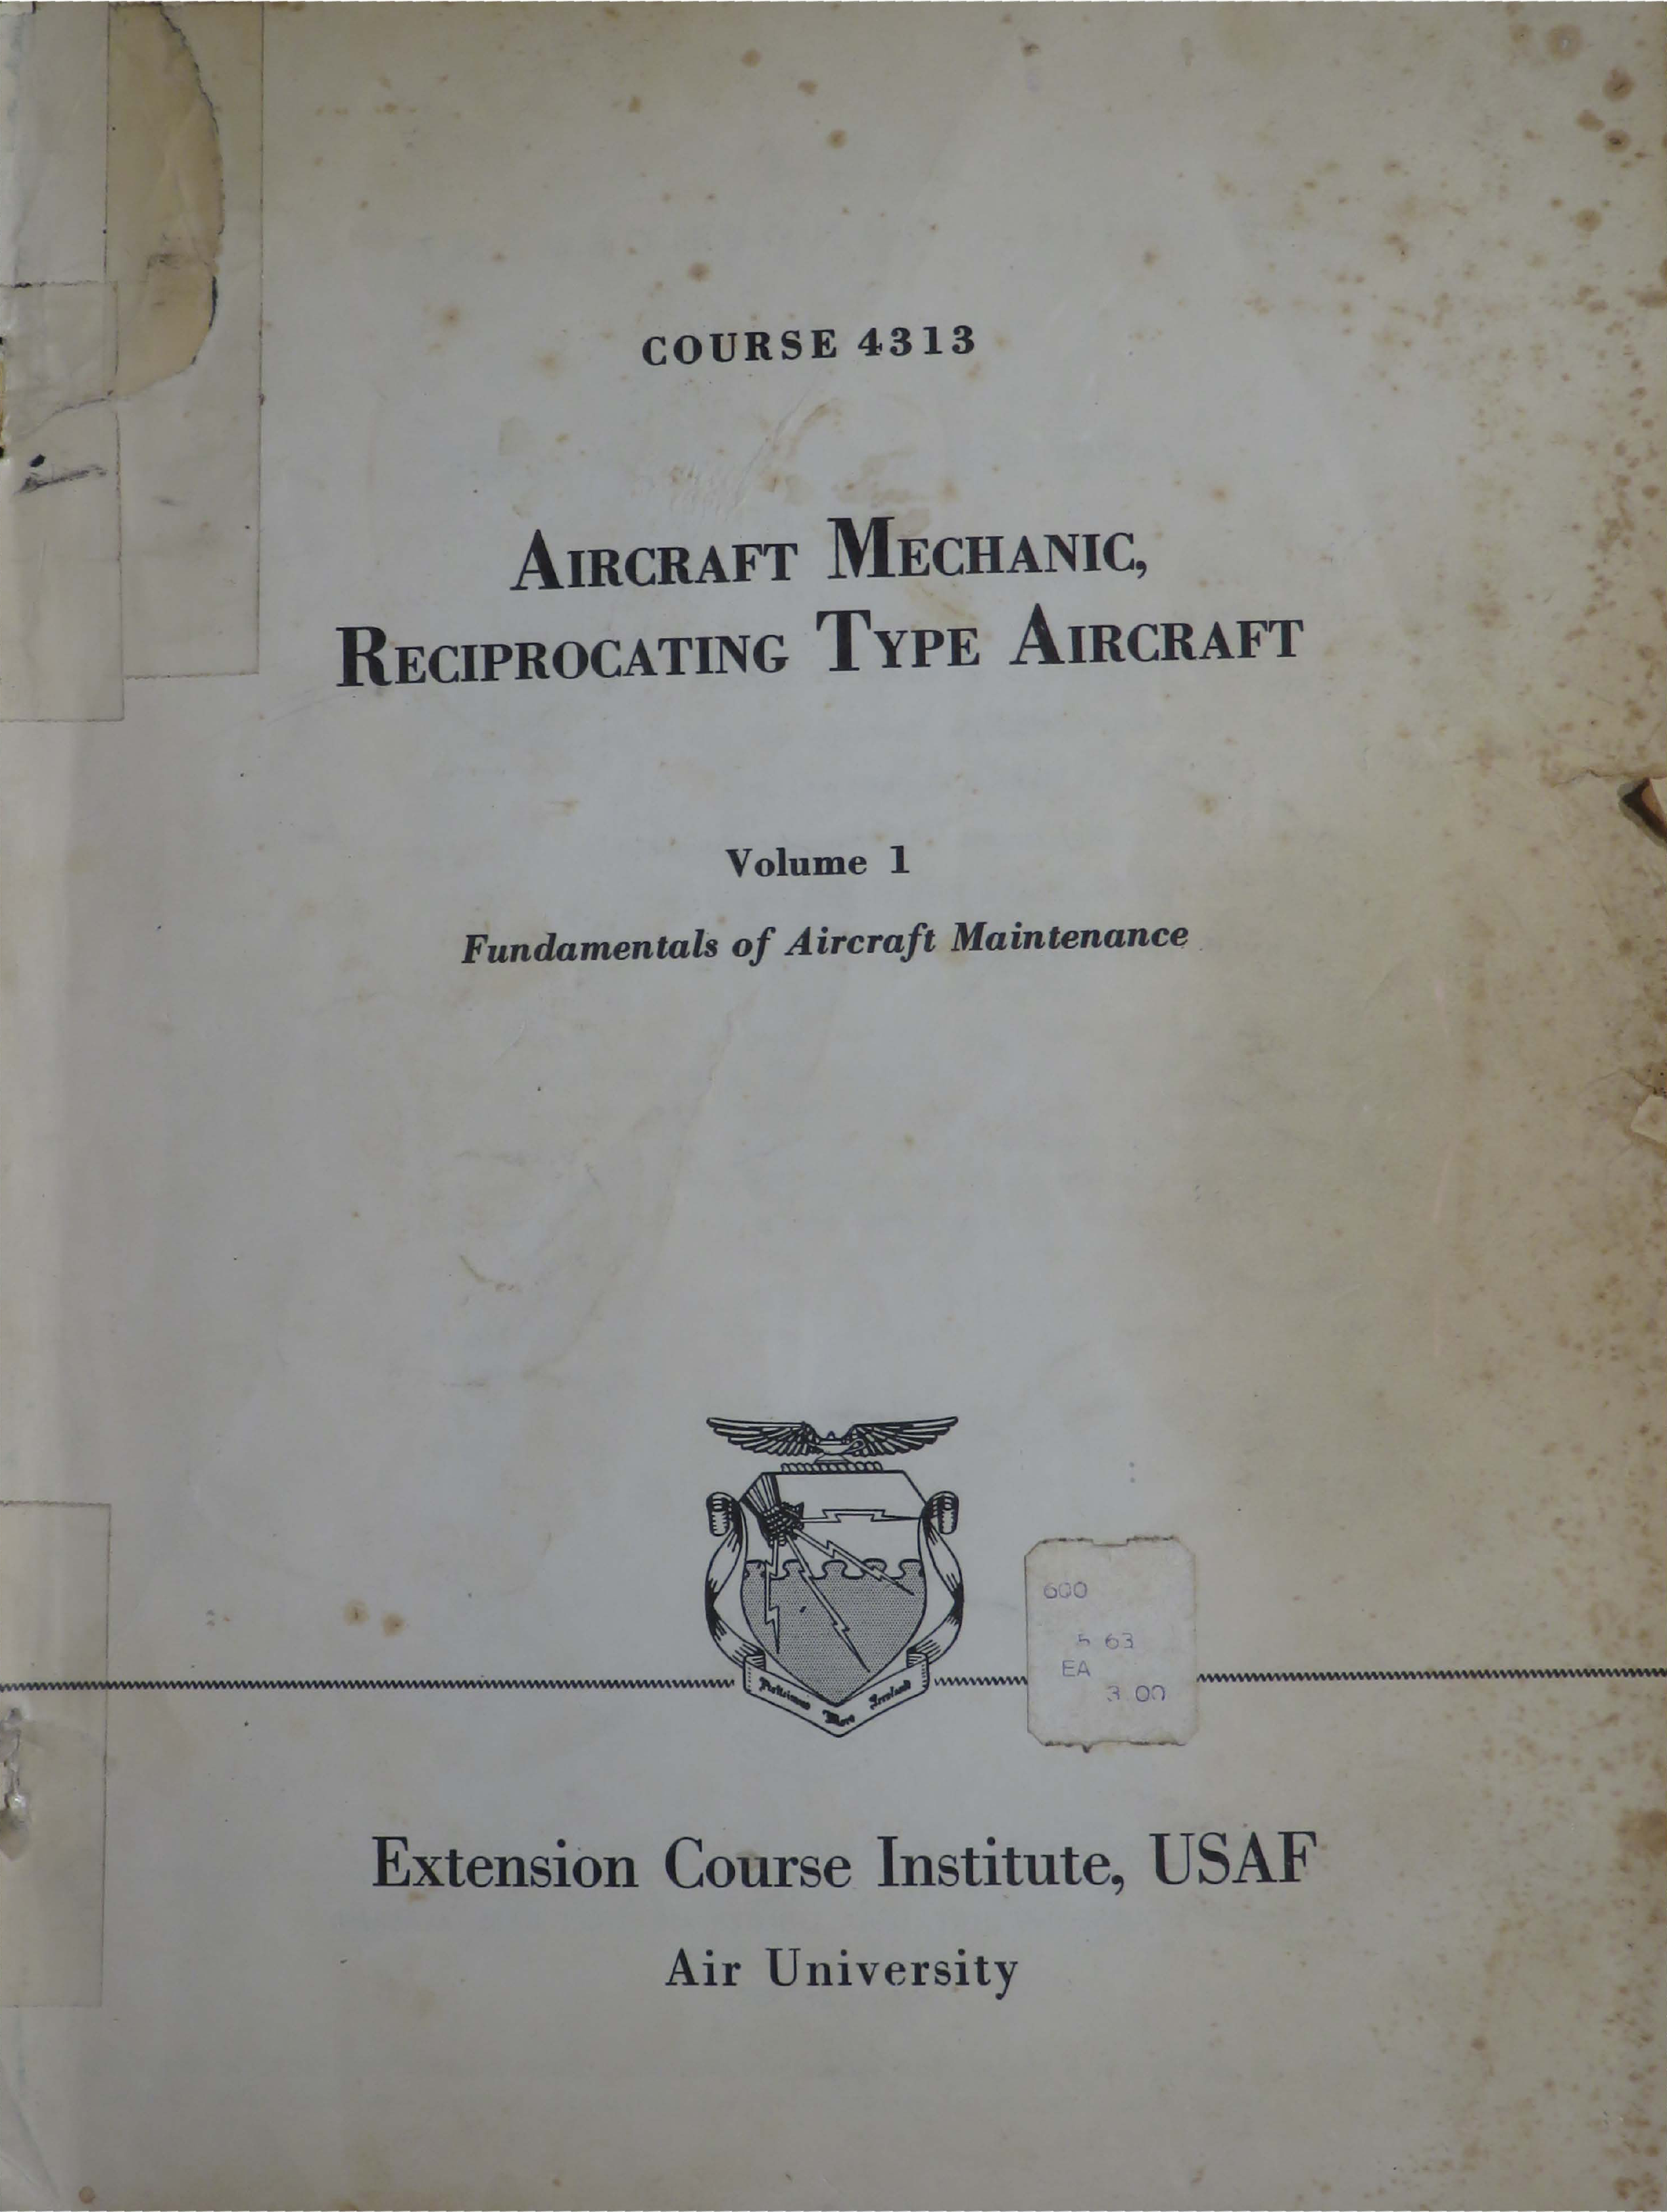 COURSE 4313
AIRCRAFT MECHANIC,
RECIPROCATING TYPE AIRCRAFT
Volume 1
Fundamentals of Aircraft Maintenance
600
5 63
EA
3 00
Extension Course Institute, USAF
Air University